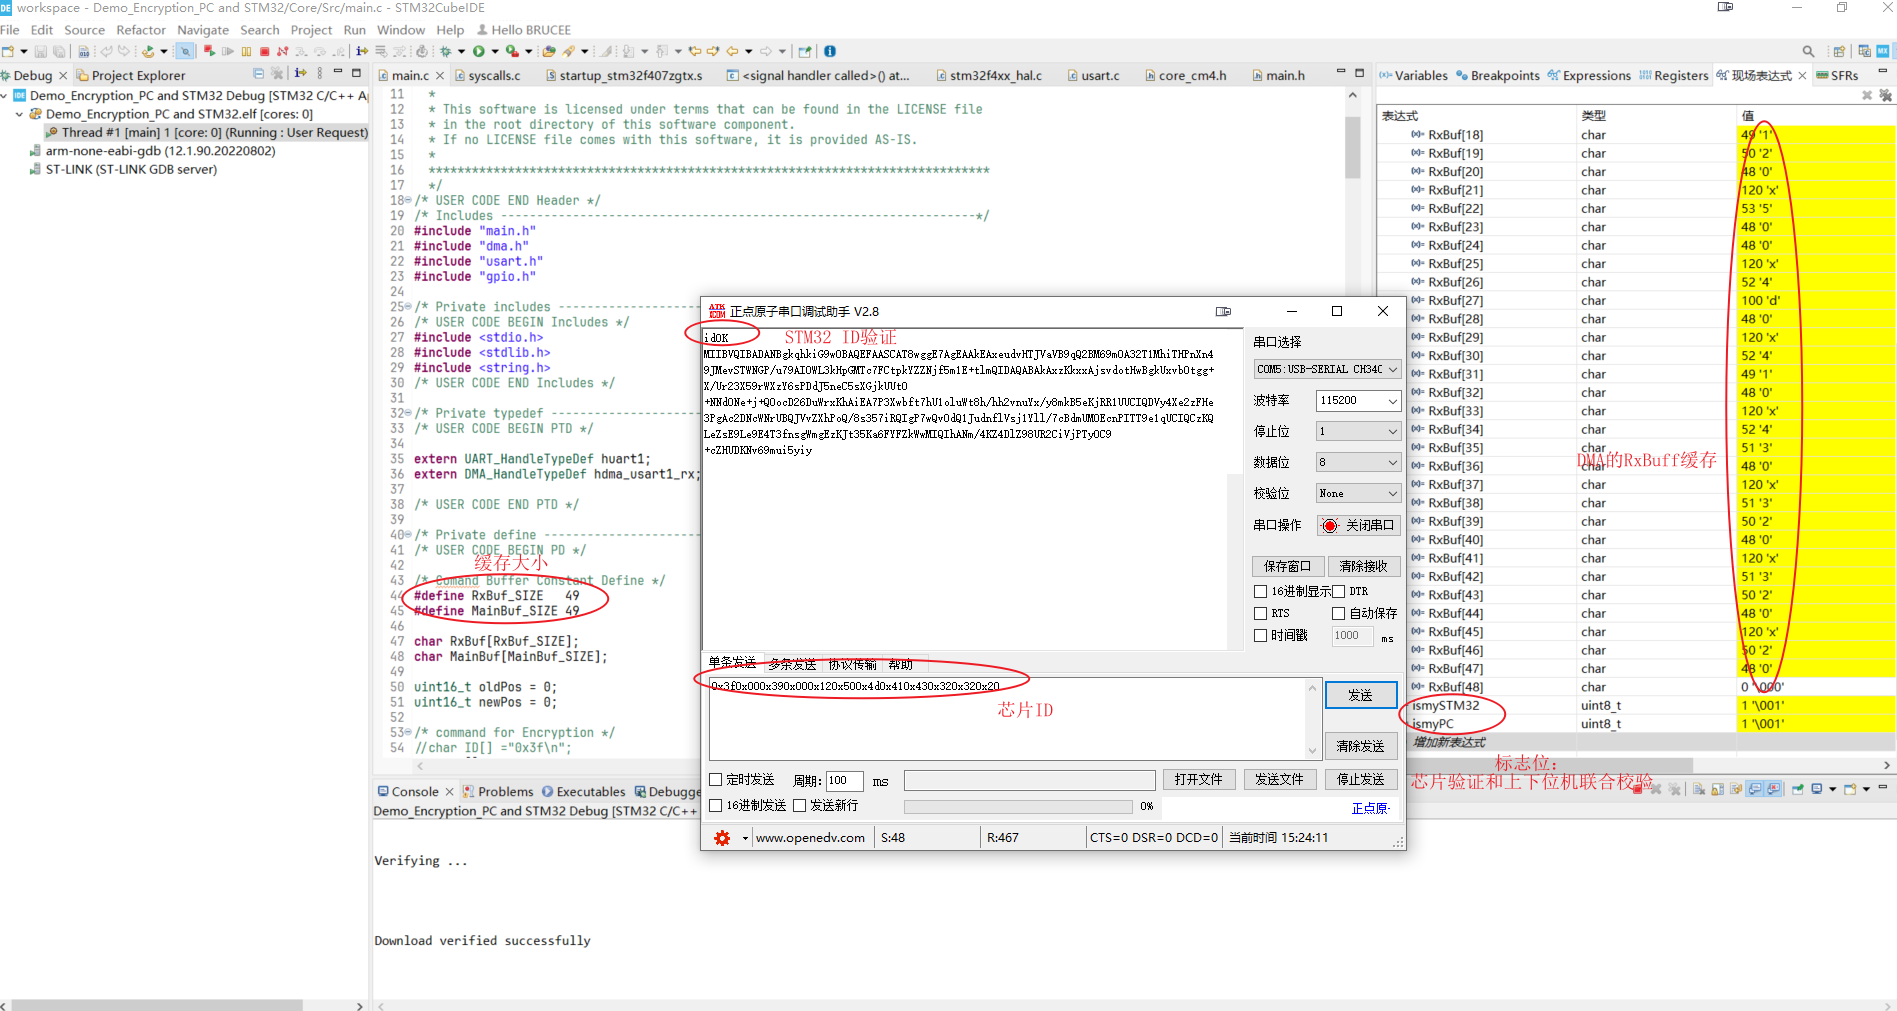 workspace - Demo_Encryption_PC and STM32/Core/Src/main.c - STM32CubeIDE
File Edit Source Refactor Navigate Search Project Run Window Help Hello BRUCEE
Debug Project Explorer
Demo_Encryption_PC and STM32 Debug [STM32 C/C++ A
Demo_Encryption_PC and STM32.elf [cores: 0]
Thread #1 [main] 1 [core: 0] (Running : User Request)
arm-none-eabi-gdb (12.1.90.20220802)
ST-LINK (ST-LINK GDB server)
main.c syscalls.c startup_stm32f407zgtx.s <signal handler called>() at... stm32f4xx_hal.c usart.c core_cm4.h main.h
11 *
12 * This software is licensed under terms that can be found in the LICENSE file
13 * in the root directory of this software component.
14 * If no LICENSE file comes with this software, it is provided AS-IS.
15 *
16 ******************************************************************************
17 */
18 /* USER CODE END Header */
19 /* Includes ------------------------------------------------------------------*/
20 #include "main.h"
21 #include "dma.h"
22 #include "usart.h"
23 #include "gpio.h"
24
25 /* Private includes --------------------
26 /* USER CODE BEGIN Includes */
27 #include <stdio.h>
28 #include <stdlib.h>
29 #include <string.h>
30 /* USER CODE END Includes */
31
32 /* Private typedef --------------------
33 /* USER CODE BEGIN PTD */
34
35 extern UART_HandleTypeDef huart1;
36 extern DMA_HandleTypeDef hdma_usart1_rx;
37
38 /* USER CODE END PTD */
39
40 /* Private define ---------------------
41 /* USER CODE BEGIN PD */
42
缓存大小
43 /* Comand Buffer Constant Define */
44 #define RxBuf_SIZE 49
45 #define MainBuf_SIZE 49
46
47 char RxBuf[RxBuf_SIZE];
48 char MainBuf[MainBuf_SIZE];
49
50 uint16_t oldPos = 0;
51 uint16_t newPos = 0;
52
53 /* command for Encryption */
54 //char ID[] ="0x3f\n";
Console Problems Executables Debugge
Demo_Encryption_PC and STM32 Debug [STM32 C/C++
Verifying ...
Download verified successfully
正点原子串口调试助手 V2.8
idOK
STM32 ID验证
MIIBVQIBADANBgkqhkiG9w0BAQEFAASCAT8wggE7AgEAAkEAxeudvHTJVaVB9qQ2BM69mOA32T1MhiTHPnXn4
9JMevSTWNGP/u79AIOWL3kHpGMTc7FCtpkYZZNjf5m1E+tlmQIDAQABAkAxzKkxxAjsvdotHwBgkUxvbOtgg+
X/Ur23X59rWXzY6sPDdJ5neC5sXGjkUUtO
+NNdONe+j+QOocD26DuWrxKhAiEA7P3Xwbft7hU1oluWt8h/hh2vnuYx/y8mkB5eKjRR1UUCIQDVy4Xe2zFHe
3PgAc2DNcWNrUBQJVvZXhPoQ/8s357iRQIgP7wQvOdQ1JudnflVsj1Yll/7cBdmUMOEcnPITT9e1qUCIQCzKQ
LeZsE9Le9E4T3fnsgWmgEzKJt35Ka6FYFZkWwMIQIhANm/4KZ4DlZ98UR2CiVjPTyOC9
+cZHUDKNv69mui5yiy
串口选择
COM5:USB-SERIAL CH340
波特率 115200
停止位 1
数据位 8
校验位 None
串口操作 关闭串口
保存窗口 清除接收
16进制显示 DTR
RTS 自动保存
时间戳 1000 ms
单条发送 多条发送 协议传输 帮助
0x3f0x000x390x000x120x500x4d0x410x430x320x320x20
芯片ID
发送
清除发送
定时发送 周期: 100 ms 打开文件 发送文件 停止发送
16进制发送 发送新行 0% 正点原
www.openedv.com S:48 R:467 CTS=0 DSR=0 DCD=0 当前时间 15:24:11
Variables Breakpoints Expressions Registers 现场表达式 SFRs
表达式 类型 值
RxBuf[18] char 49 '1'
RxBuf[19] char 50 '2'
RxBuf[20] char 48 '0'
RxBuf[21] char 120 'x'
RxBuf[22] char 53 '5'
RxBuf[23] char 48 '0'
RxBuf[24] char 48 '0'
RxBuf[25] char 120 'x'
RxBuf[26] char 52 '4'
RxBuf[27] char 100 'd'
RxBuf[28] char 48 '0'
RxBuf[29] char 120 'x'
RxBuf[30] char 52 '4'
RxBuf[31] char 49 '1'
RxBuf[32] char 48 '0'
RxBuf[33] char 120 'x'
RxBuf[34] char 52 '4'
RxBuf[35] char 51 '3'
DMA的RxBuff缓存
RxBuf[36] char 48 '0'
RxBuf[37] char 120 'x'
RxBuf[38] char 51 '3'
RxBuf[39] char 50 '2'
RxBuf[40] char 48 '0'
RxBuf[41] char 120 'x'
RxBuf[42] char 51 '3'
RxBuf[43] char 50 '2'
RxBuf[44] char 48 '0'
RxBuf[45] char 120 'x'
RxBuf[46] char 50 '2'
RxBuf[47] char 48 '0'
RxBuf[48] char 0 '\000'
ismySTM32 uint8_t 1 '\001'
ismyPC uint8_t 1 '\001'
增加新表达式
标志位:
芯片验证和上下位机联合校验